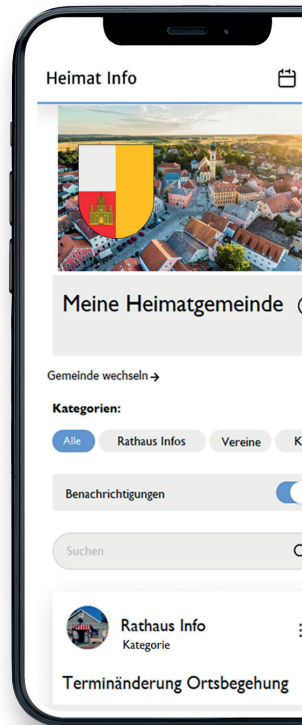 Heimat Info
Meine Heimatgemeinde
Gemeinde wechseln →
Kategorien:
Alle Rathaus Infos Vereine K
Benachrichtigungen
Suchen
Rathaus Info
Kategorie
Terminänderung Ortsbegehung